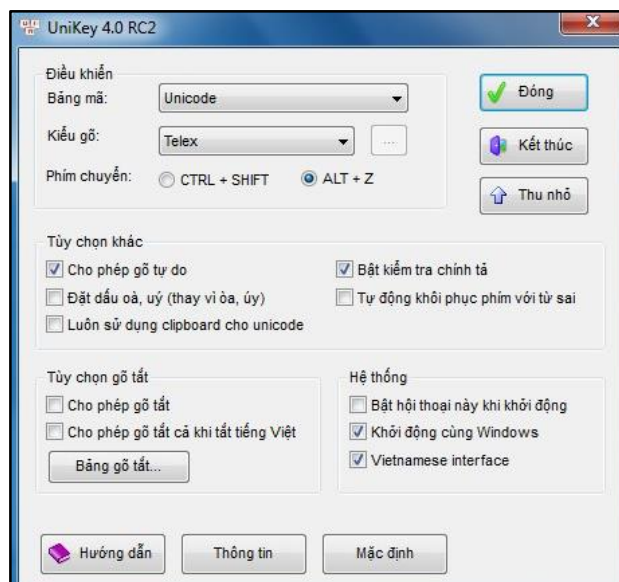 UniKey 4.0 RC2
Điều khiển
Bảng mã:
Unicode
Kiểu gõ:
Telex
...
Phím chuyển:
CTRL + SHIFT
ALT + Z
Đóng
Kết thúc
Thu nhỏ
Tùy chọn khác
Cho phép gõ tự do
Bật kiểm tra chính tả
Đặt dấu oà, uý (thay vì òa, úy)
Tự động khôi phục phím với từ sai
Luôn sử dụng clipboard cho unicode
Tùy chọn gõ tắt
Cho phép gõ tắt
Cho phép gõ tắt cả khi tắt tiếng Việt
Bảng gõ tắt...
Hệ thống
Bật hội thoại này khi khởi động
Khởi động cùng Windows
Vietnamese interface
Hướng dẫn
Thông tin
Mặc định